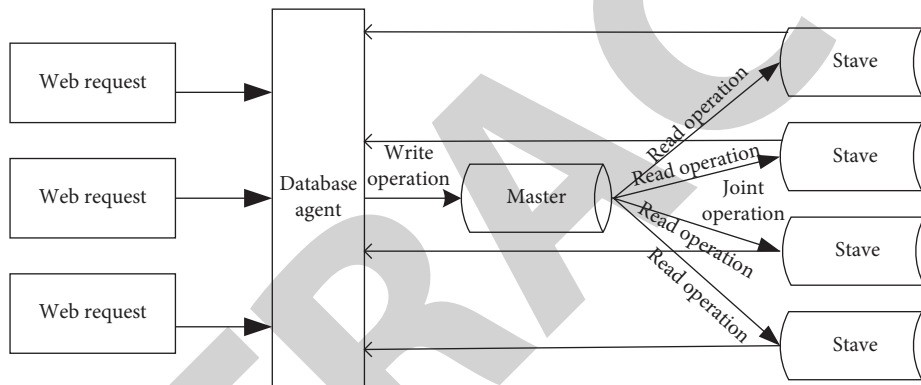 Web request
Web request
Web request
Database
agent
Write
operation
Master
Read operation
Read operation
Joint
operation
Read operation
Read operation
Stave
Stave
Stave
Stave
TRAC